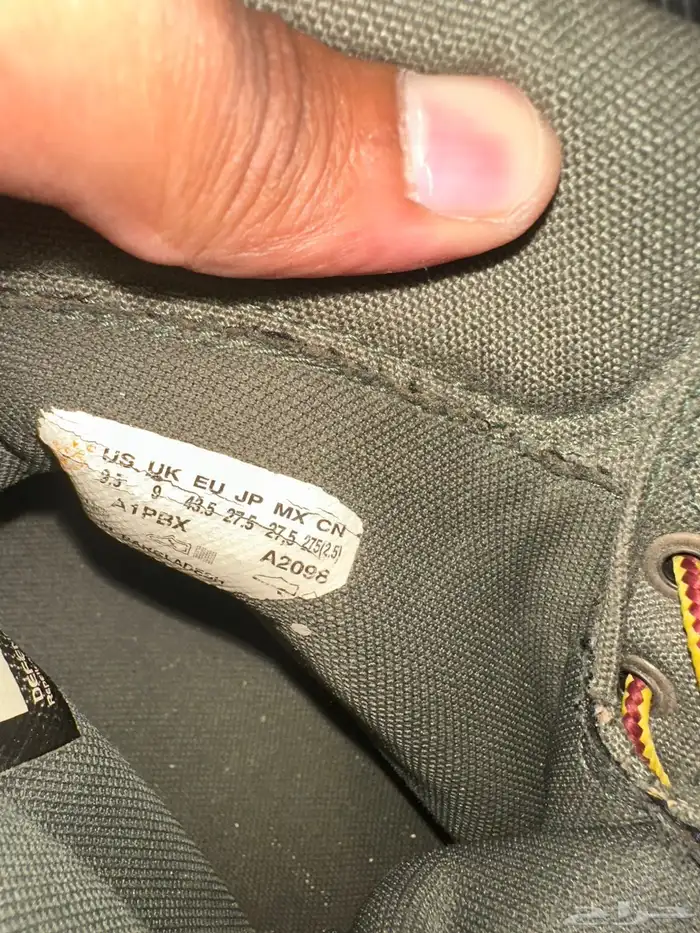 US UK EU JP MX CN
9.5 9 43.5 27.5 27.5 275(2.5)
A1PBX A2098
BANGLADESH
حراج